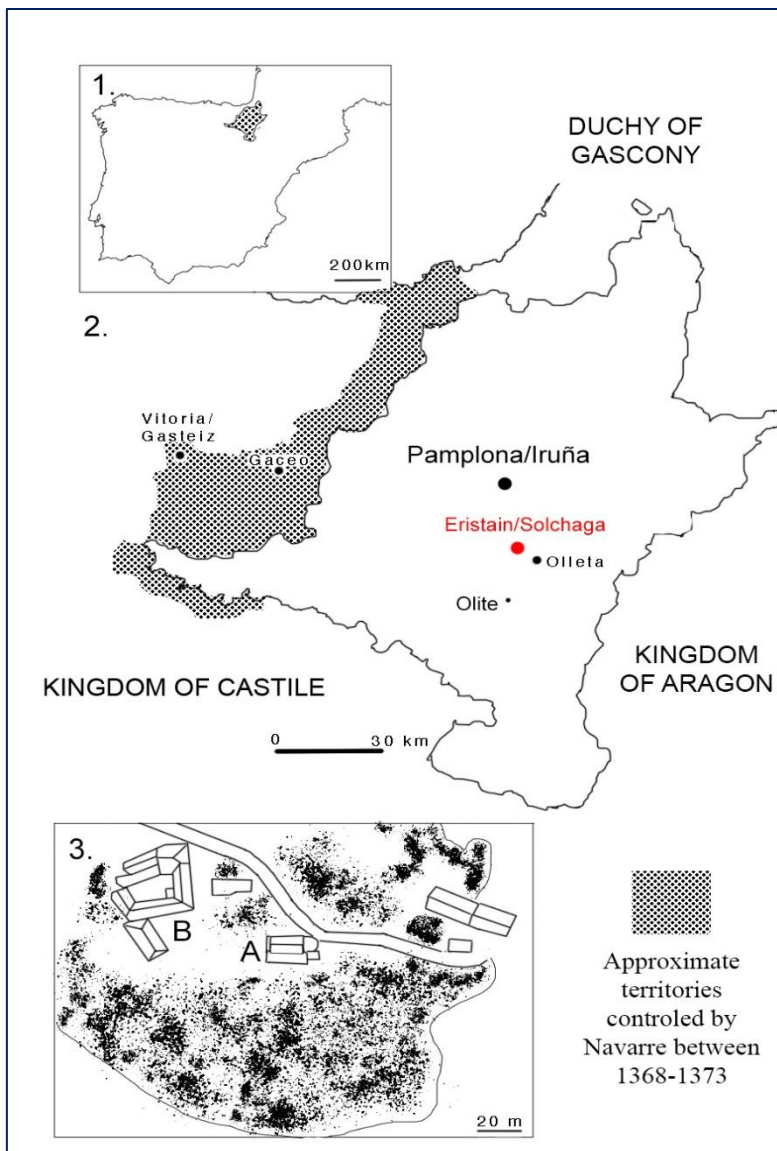 1.
200km
DUCHY OF
GASCONY
2.
Vitoria/
Gasteiz
Gaceo
Pamplona/Iruña
Eristain/Solchaga
Olleta
Olite
KINGDOM OF CASTILE
KINGDOM
OF ARAGON
0 30 km
3.
B
A
20 m
Approximate
territories
controled by
Navarre between
1368-1373